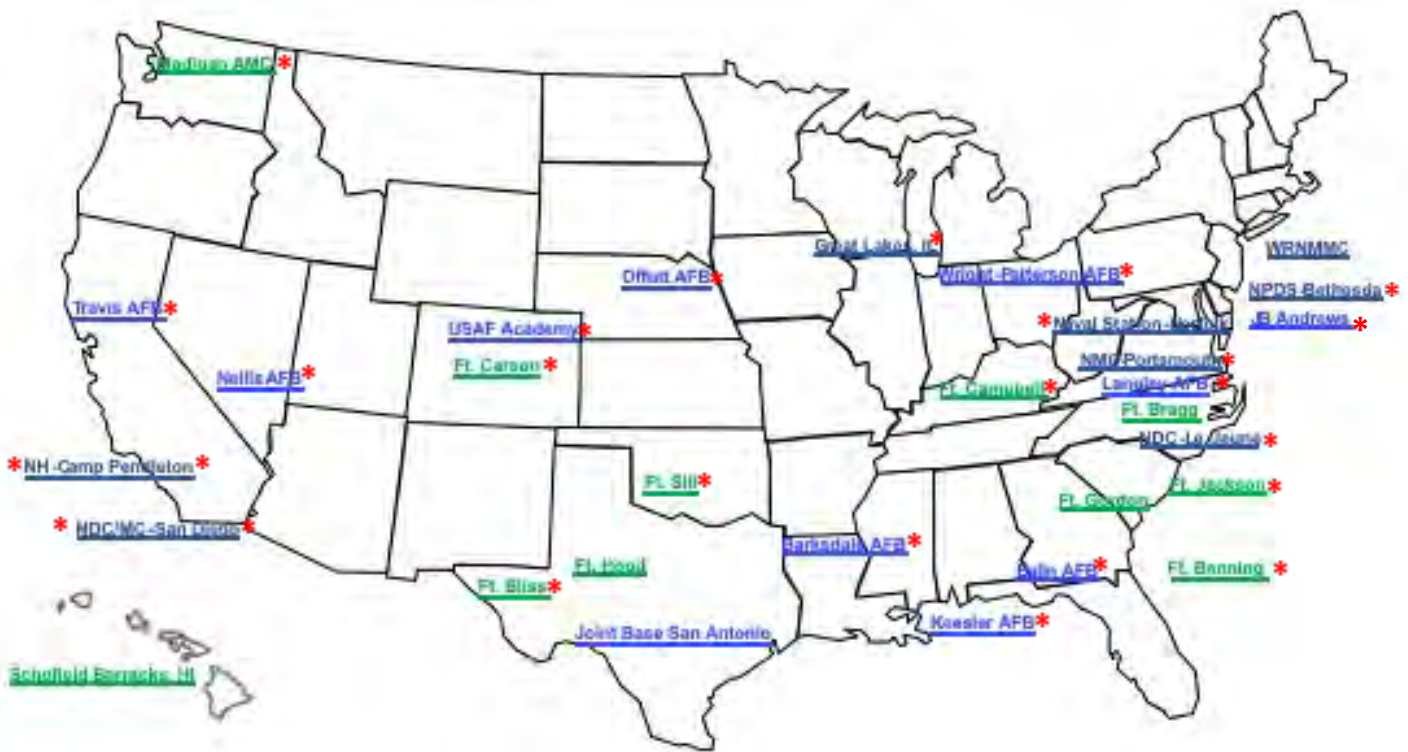 Madigan AMC *
Great Lakes, Il *
WRNMMC
Offutt AFB *
Wright-Patterson AFB *
NPDS-Bethesda *
Travis AFB *
USAF Academy *
* Naval Station-Norfolk
JB Andrews *
Ft. Carson *
NMC-Portsmouth *
Nellis AFB *
Ft. Campbell *
Langley AFB *
Ft. Bragg
NDC-LeJeune *
* NH-Camp Pendleton *
Ft. Sill *
Ft. Gordon
Ft. Jackson *
* NDC/MC-San Diego *
Barksdale AFB *
Ft. Hood
Eglin AFB *
Ft. Benning *
Ft. Bliss *
Keesler AFB *
Joint Base San Antonio
Schofield Barracks, HI